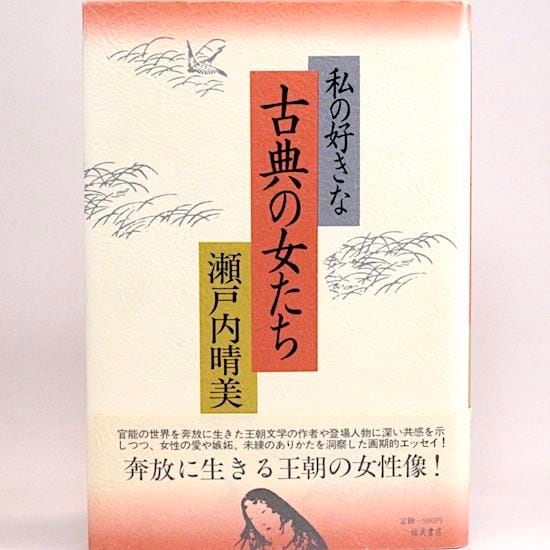 私の好きな
古典の女たち
瀬戸内晴美
官能の世界を奔放に生きた王朝文学の作者や登場人物に深い共感を示
しつつ、女性の愛や嫉妬、未練のありかたを洞察した画期的エッセイ!
奔放に生きる王朝の女性像!
福武書店